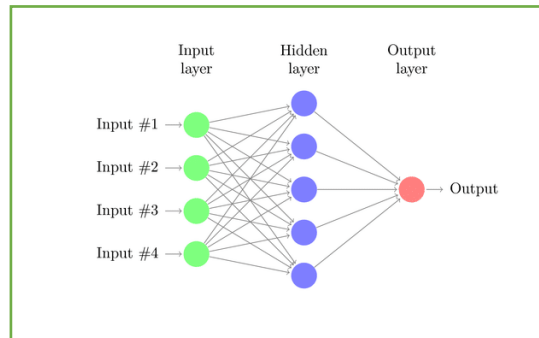 Input
layer
Hidden
layer
Output
layer
Input #1
Input #2
Input #3
Input #4
Output